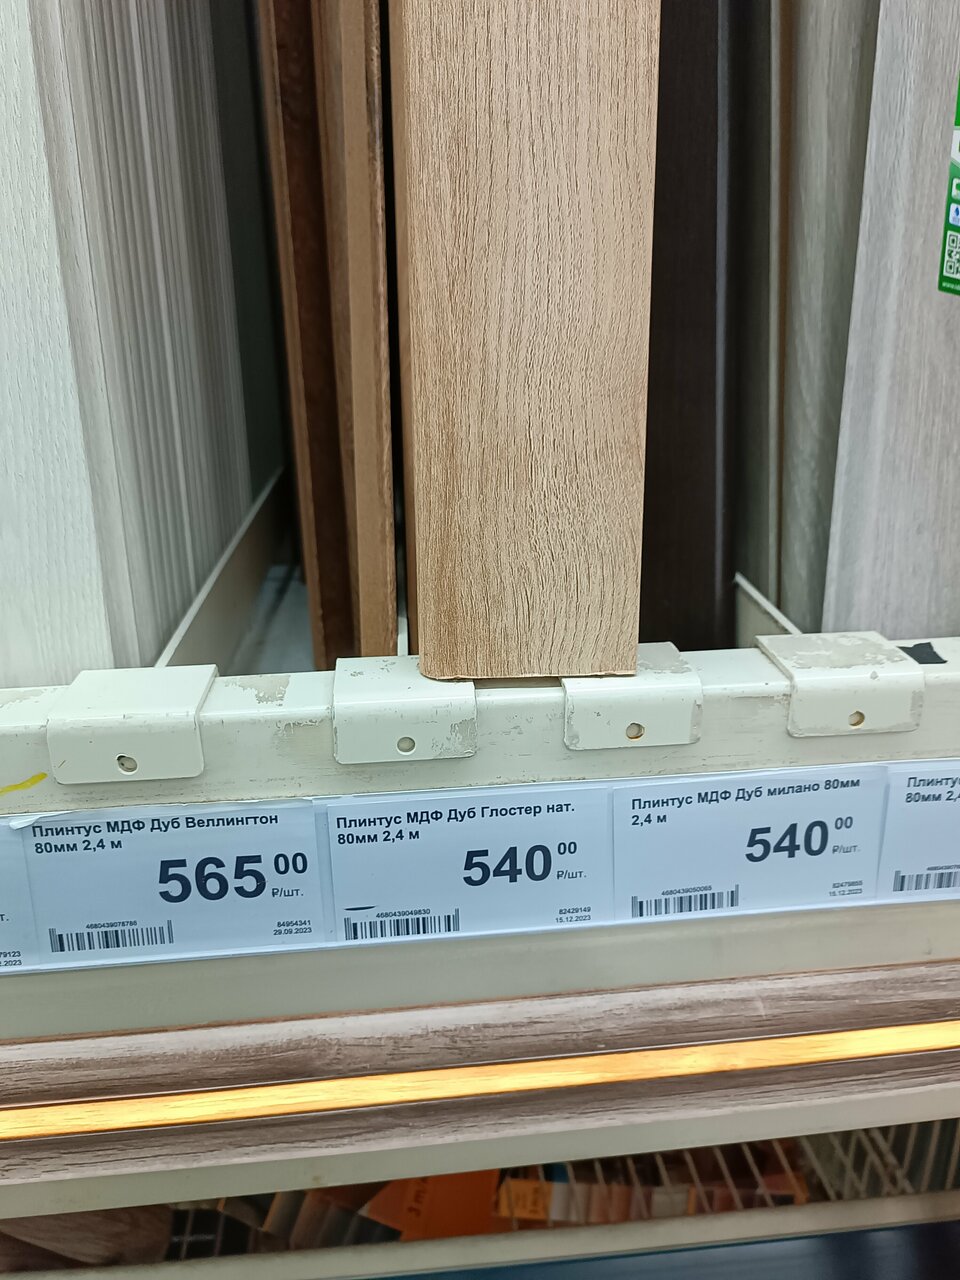 Плинтус МДФ Дуб Веллингтон
80мм 2,4 м
565 00
₽/шт.
4680439078786
84954341
29.09.2023
Плинтус МДФ Дуб Глостер нат.
80мм 2,4 м
540 00
₽/шт.
4680439049830
82429149
15.12.2023
Плинтус МДФ Дуб милано 80мм
2,4 м
540 00
₽/шт.
4680439050065
82479855
15.12.2023
Плинтус
80мм 2,4
т.
79123